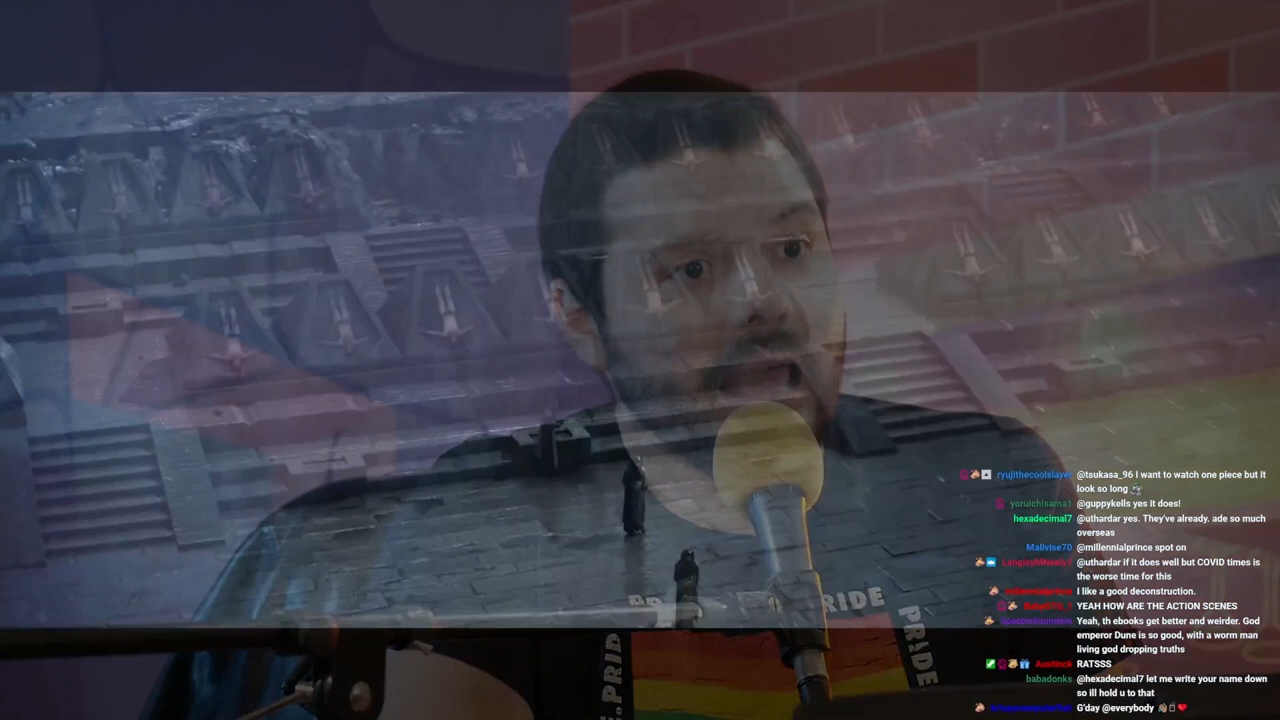 ryujithecoolslayer @tsukasa_96 I want to watch one piece but it
look so long
yoruichisama1 @guppykells yes it does!
hexadecimal7 @uthardar yes. They've already. ade so much
overseas
Malivise70 @millennialprince spot on
@uthardar if it does well but COVID times is
the worse time for this
I like a good deconstruction.
YEAH HOW ARE THE ACTION SCENES
Yeah, th ebooks get better and weirder. God
emperor Dune is so good, with a worm man
living god dropping truths
Austinck RATSSS
babadonks @hexadecimal7 let me write your name down
so ill hold u to that
G'day @everybody
RIDE
PRIDE
PRID